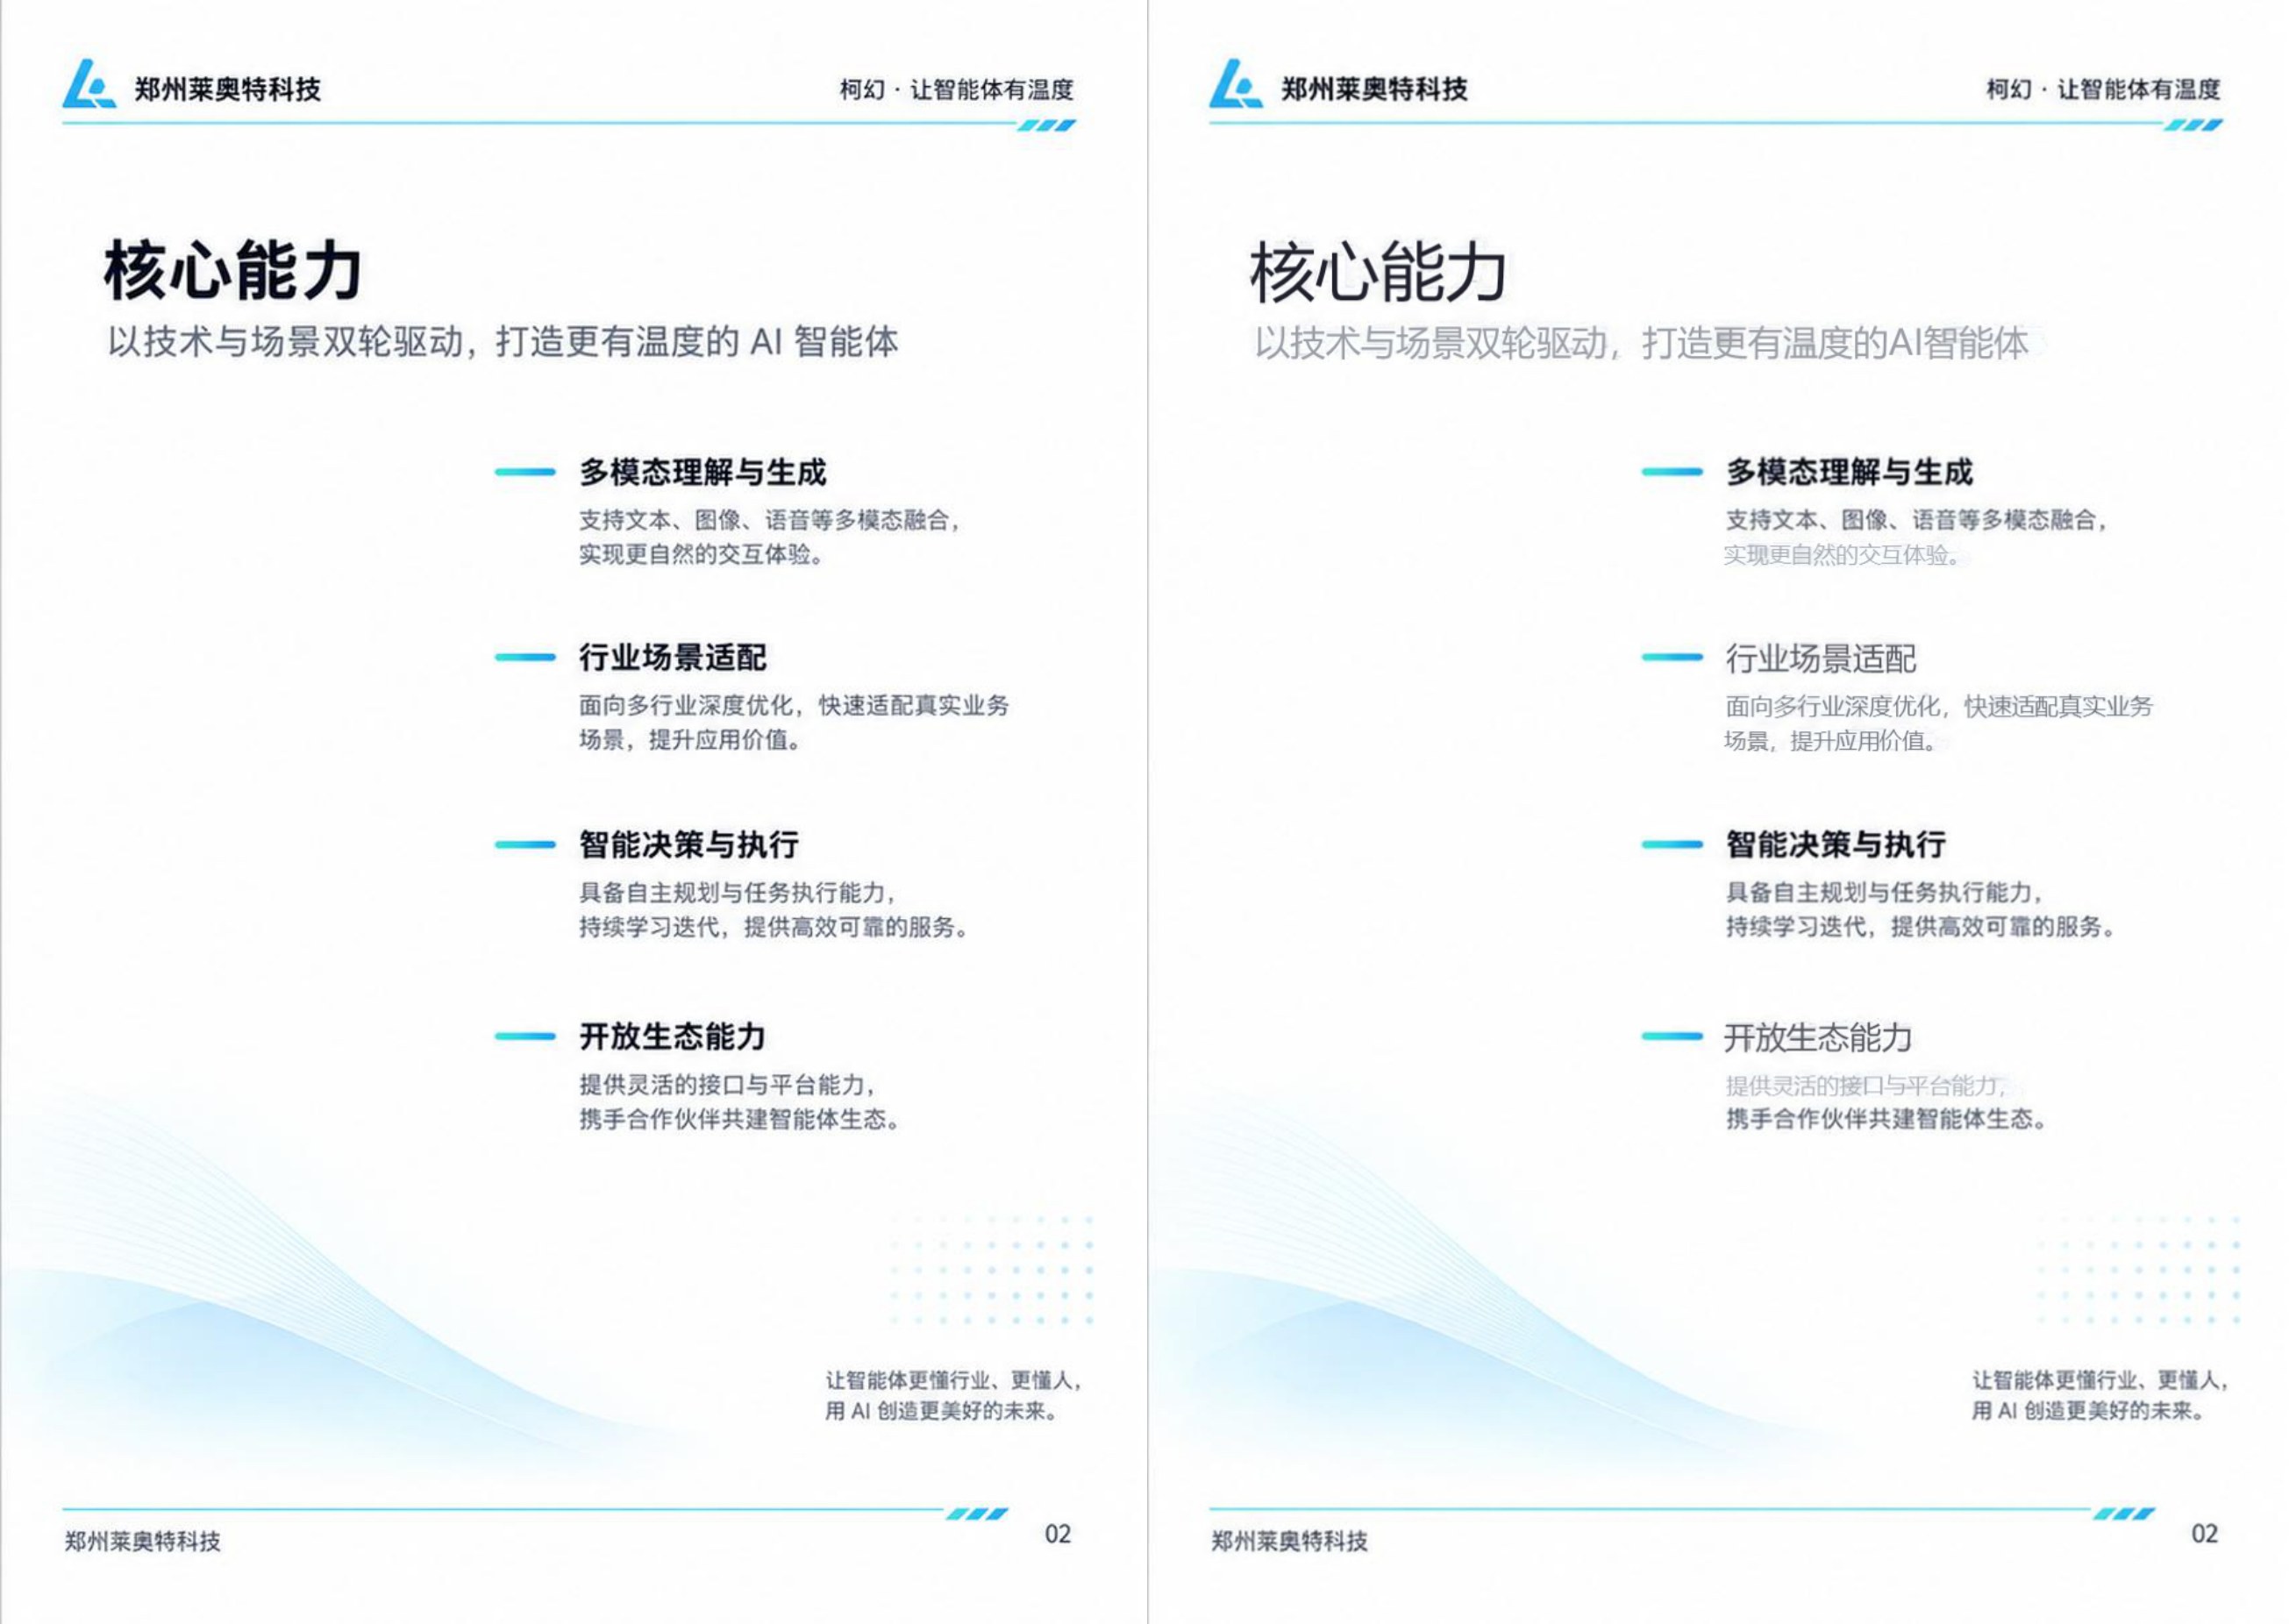 郑州莱奥特科技
柯幻 · 让智能体有温度
核心能力
以技术与场景双轮驱动，打造更有温度的 AI 智能体
多模态理解与生成
支持文本、图像、语音等多模态融合，
实现更自然的交互体验。
行业场景适配
面向多行业深度优化，快速适配真实业务
场景，提升应用价值。
智能决策与执行
具备自主规划与任务执行能力，
持续学习迭代，提供高效可靠的服务。
开放生态能力
提供灵活的接口与平台能力，
携手合作伙伴共建智能体生态。
让智能体更懂行业、更懂人，
用 AI 创造更美好的未来。
郑州莱奥特科技
02
郑州莱奥特科技
柯幻 · 让智能体有温度
核心能力
以技术与场景双轮驱动，打造更有温度的AI智能体
多模态理解与生成
支持文本、图像、语音等多模态融合，
实现更自然的交互体验。
行业场景适配
面向多行业深度优化，快速适配真实业务
场景，提升应用价值。
智能决策与执行
具备自主规划与任务执行能力，
持续学习迭代，提供高效可靠的服务。
开放生态能力
提供灵活的接口与平台能力，
携手合作伙伴共建智能体生态。
让智能体更懂行业、更懂人，
用 AI 创造更美好的未来。
郑州莱奥特科技
02